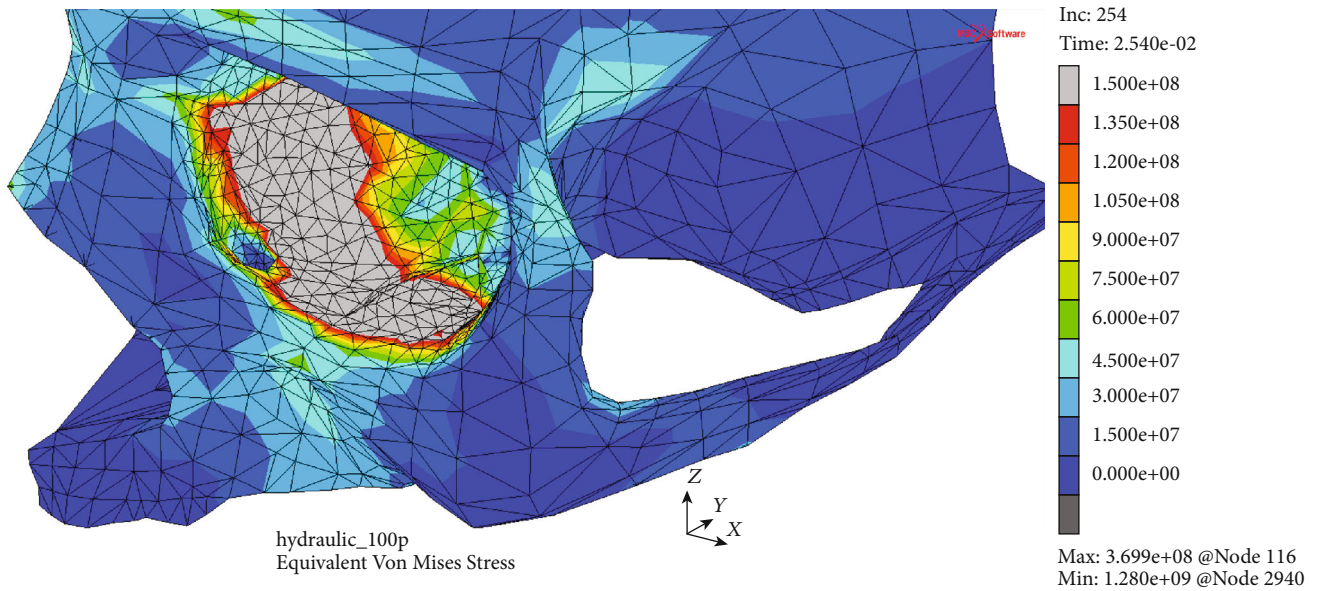 Inc: 254
Time: 2.540e-02
Software
1.500e+08
1.350e+08
1.200e+08
1.050e+08
9.000e+07
7.500e+07
6.000e+07
4.500e+07
3.000e+07
1.500e+07
0.000e+00
Z
Y
X
hydraulic_100p
Equivalent Von Mises Stress
Max: 3.699e+08 @Node 116
Min: 1.280e+09 @Node 2940